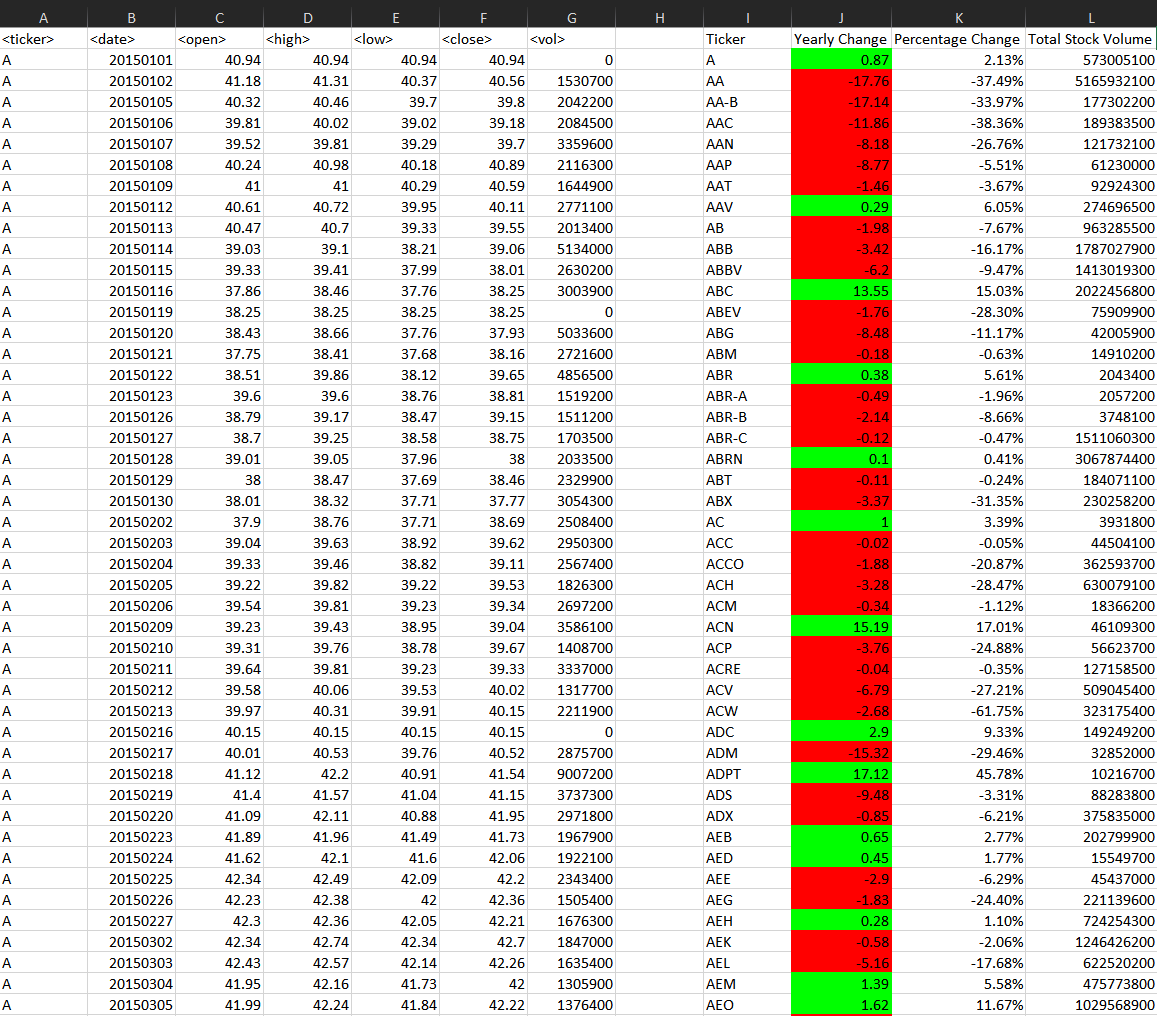 A B C D E F G H I J K L
<ticker> <date> <open> <high> <low> <close> <vol> Ticker Yearly Change Percentage Change Total Stock Volume
A 20150101 40.94 40.94 40.94 40.94 0 A 0.87 2.13% 573005100
A 20150102 41.18 41.31 40.37 40.56 1530700 AA -17.76 -37.49% 5165932100
A 20150105 40.32 40.46 39.7 39.8 2042200 AA-B -17.14 -33.97% 177302200
A 20150106 39.81 40.02 39.02 39.18 2084500 AAC -11.86 -38.36% 189383500
A 20150107 39.52 39.81 39.29 39.7 3359600 AAN -8.18 -26.76% 121732100
A 20150108 40.24 40.98 40.18 40.89 2116300 AAP -8.77 -5.51% 61230000
A 20150109 41 41 40.29 40.59 1644900 AAT -1.46 -3.67% 92924300
A 20150112 40.61 40.72 39.95 40.11 2771100 AAV 0.29 6.05% 274696500
A 20150113 40.47 40.7 39.33 39.55 2013400 AB -1.98 -7.67% 963285500
A 20150114 39.03 39.1 38.21 39.06 5134000 ABB -3.42 -16.17% 1787027900
A 20150115 39.33 39.41 37.99 38.01 2630200 ABBV -6.2 -9.47% 1413019300
A 20150116 37.86 38.46 37.76 38.25 3003900 ABC 13.55 15.03% 2022456800
A 20150119 38.25 38.25 38.25 38.25 0 ABEV -1.76 -28.30% 75909900
A 20150120 38.43 38.66 37.76 37.93 5033600 ABG -8.48 -11.17% 42005900
A 20150121 37.75 38.41 37.68 38.16 2721600 ABM -0.18 -0.63% 14910200
A 20150122 38.51 39.86 38.12 39.65 4856500 ABR 0.38 5.61% 2043400
A 20150123 39.6 39.6 38.76 38.81 1519200 ABR-A -0.49 -1.96% 2057200
A 20150126 38.79 39.17 38.47 39.15 1511200 ABR-B -2.14 -8.66% 3748100
A 20150127 38.7 39.25 38.58 38.75 1703500 ABR-C -0.12 -0.47% 1511060300
A 20150128 39.01 39.05 37.96 38 2033500 ABRN 0.1 0.41% 3067874400
A 20150129 38 38.47 37.69 38.46 2329900 ABT -0.11 -0.24% 184071100
A 20150130 38.01 38.32 37.71 37.77 3054300 ABX -3.37 -31.35% 230258200
A 20150202 37.9 38.76 37.71 38.69 2508400 AC 1 3.39% 3931800
A 20150203 39.04 39.63 38.92 39.62 2950300 ACC -0.02 -0.05% 44504100
A 20150204 39.33 39.46 38.82 39.11 2567400 ACCO -1.88 -20.87% 362593700
A 20150205 39.22 39.82 39.22 39.53 1826300 ACH -3.28 -28.47% 630079100
A 20150206 39.54 39.81 39.23 39.34 2697200 ACM -0.34 -1.12% 18366200
A 20150209 39.23 39.43 38.95 39.04 3586100 ACN 15.19 17.01% 46109300
A 20150210 39.31 39.76 38.78 39.67 1408700 ACP -3.76 -24.88% 56623700
A 20150211 39.64 39.81 39.23 39.33 3337000 ACRE -0.04 -0.35% 127158500
A 20150212 39.58 40.06 39.53 40.02 1317700 ACV -6.79 -27.21% 509045400
A 20150213 39.97 40.31 39.91 40.15 2211900 ACW -2.68 -61.75% 323175400
A 20150216 40.15 40.15 40.15 40.15 0 ADC 2.9 9.33% 149249200
A 20150217 40.01 40.53 39.76 40.52 2875700 ADM -15.32 -29.46% 32852000
A 20150218 41.12 42.2 40.91 41.54 9007200 ADPT 17.12 45.78% 10216700
A 20150219 41.4 41.57 41.04 41.15 3737300 ADS -9.48 -3.31% 88283800
A 20150220 41.09 42.11 40.88 41.95 2971800 ADX -0.85 -6.21% 375835000
A 20150223 41.89 41.96 41.49 41.73 1967900 AEB 0.65 2.77% 202799900
A 20150224 41.62 42.1 41.6 42.06 1922100 AED 0.45 1.77% 15549700
A 20150225 42.34 42.49 42.09 42.2 2343400 AEE -2.9 -6.29% 45437000
A 20150226 42.23 42.38 42 42.36 1505400 AEG -1.83 -24.40% 221139600
A 20150227 42.3 42.36 42.05 42.21 1676300 AEH 0.28 1.10% 724254300
A 20150302 42.34 42.74 42.34 42.7 1847000 AEK -0.58 -2.06% 1246426200
A 20150303 42.43 42.57 42.14 42.26 1635400 AEL -5.16 -17.68% 622520200
A 20150304 41.95 42.16 41.73 42 1305900 AEM 1.39 5.58% 475773800
A 20150305 41.99 42.24 41.84 42.22 1376400 AEO 1.62 11.67% 1029568900